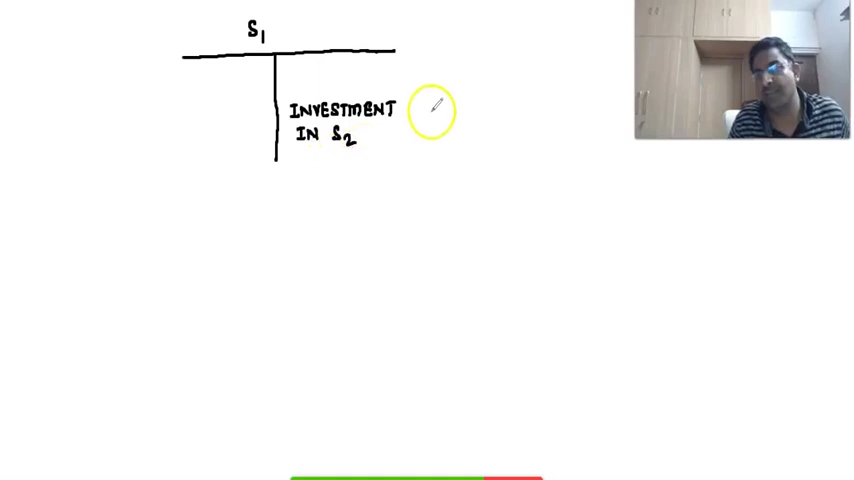 S₁
INVESTMENT
IN S₂